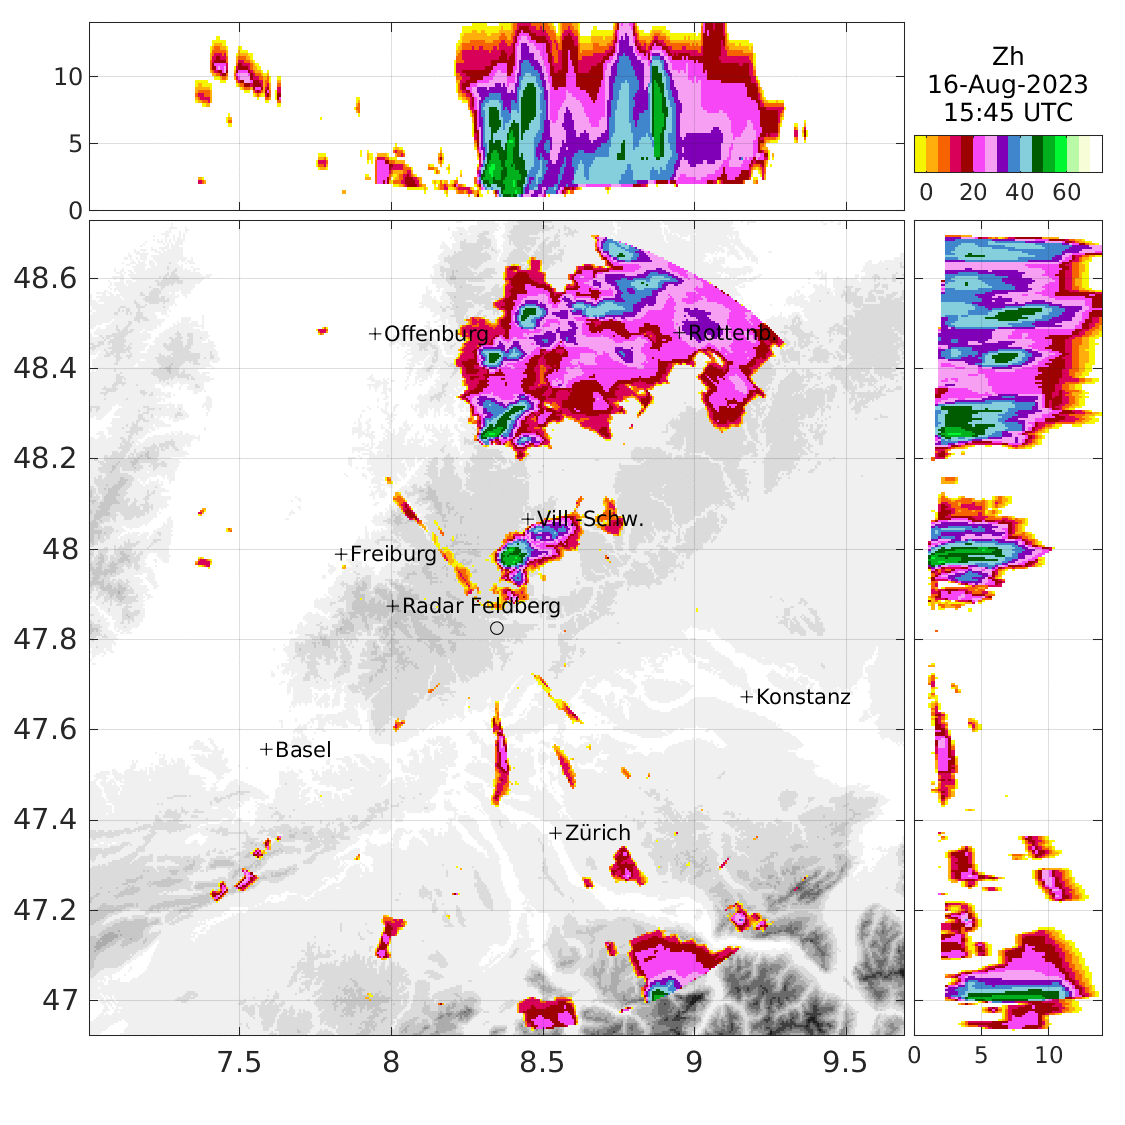 Zh
16-Aug-2023
15:45 UTC
0 20 40 60
10
5
0
48.6
48.4
48.2
48
47.8
47.6
47.4
47.2
47
Offenburg
Rottenb.
Vill.-Schw.
Freiburg
Radar Feldberg
Konstanz
Basel
Zürich
7.5 8 8.5 9 9.5
0 5 10